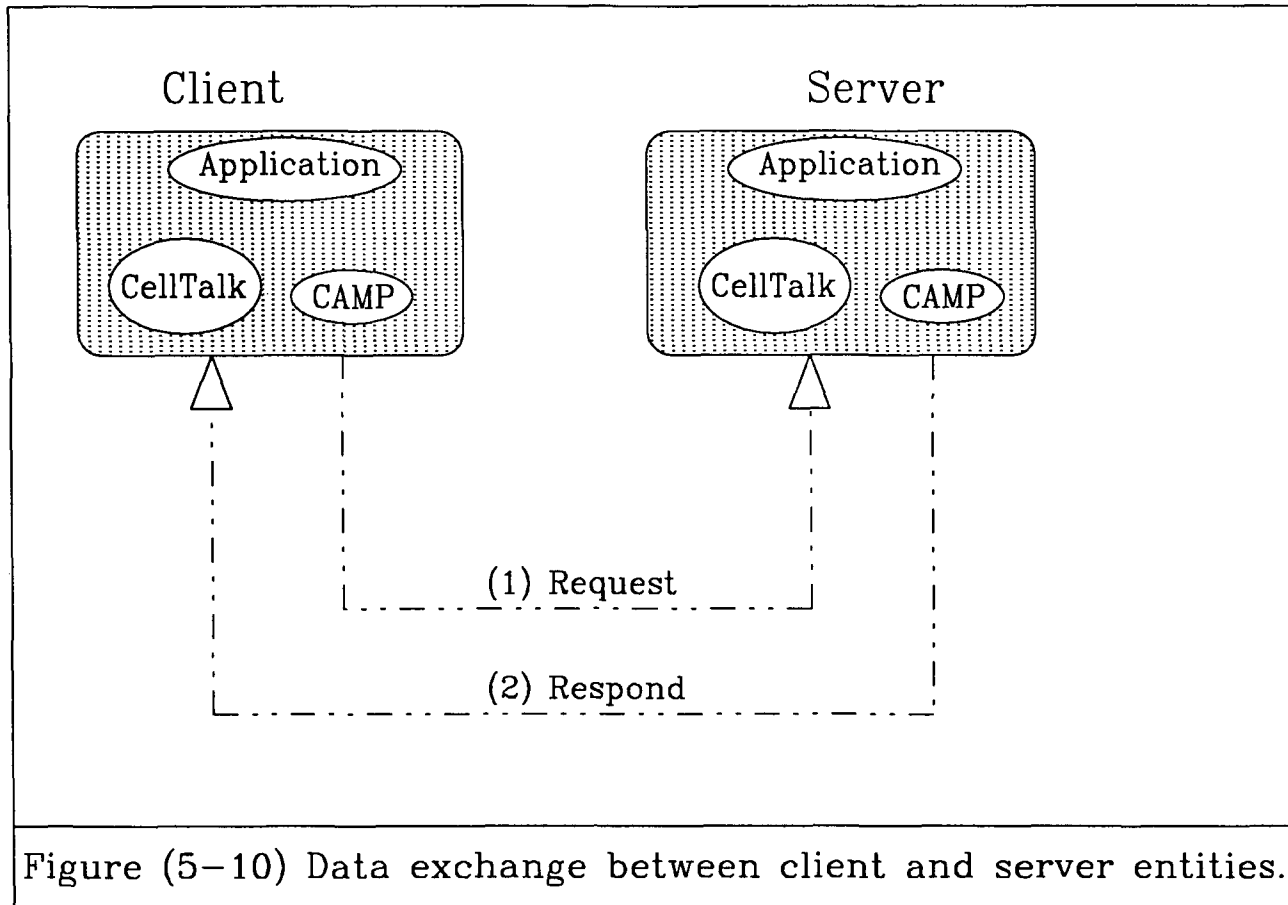 Client
Server
Application
Application
CellTalk
CAMP
CellTalk
CAMP
(1) Request
(2) Respond
Figure (5-10) Data exchange between client and server entities.